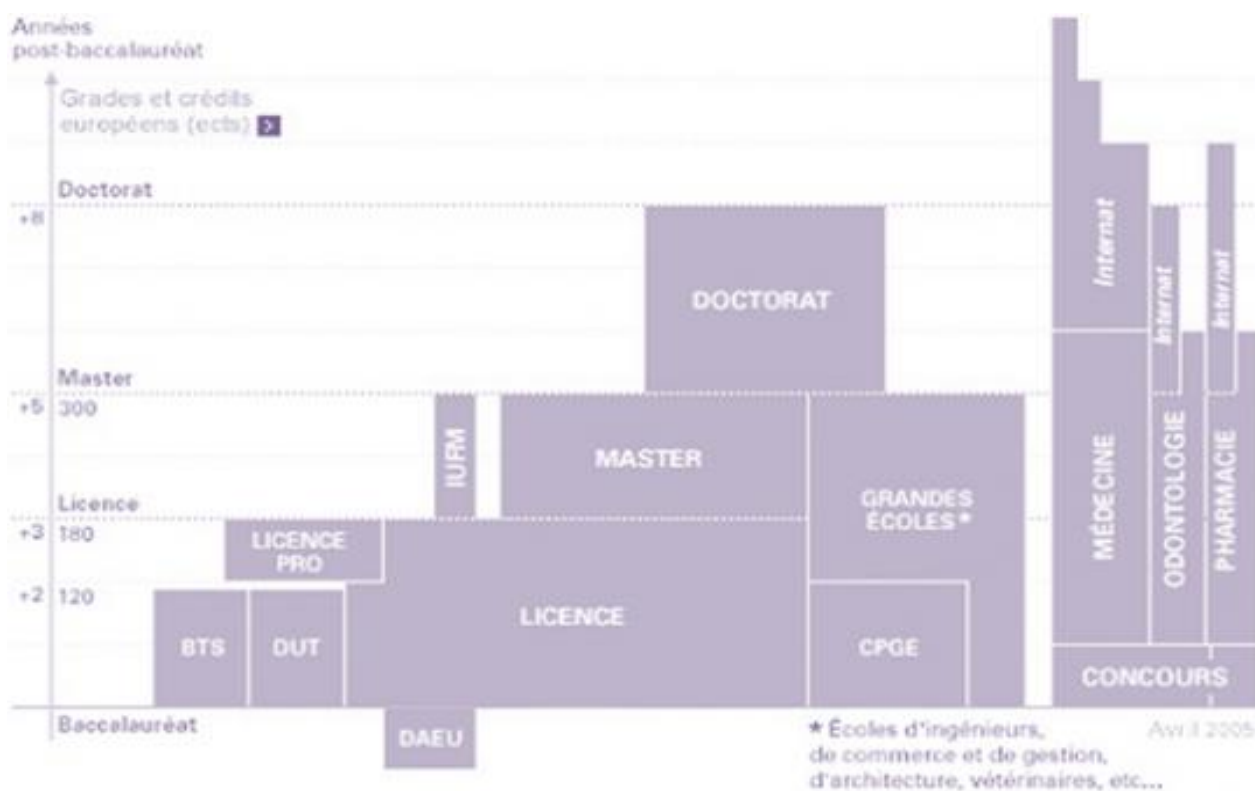 Années
post-baccalauréat
Grades et crédits
européens (ects)
Doctorat
+8
DOCTORAT
Internat
Internat
Internat
Master
+5 300
IUFM
MASTER
GRANDES
ÉCOLES *
MÉDECINE
ODONTOLOGIE
PHARMACIE
Licence
+3 180
LICENCE
PRO
+2 120
BTS
DUT
LICENCE
CPGE
CONCOURS
Baccalauréat
DAEU
* Écoles d'ingénieurs,
de commerce et de gestion,
d'architecture, vétérinaires, etc...
Avril 2005